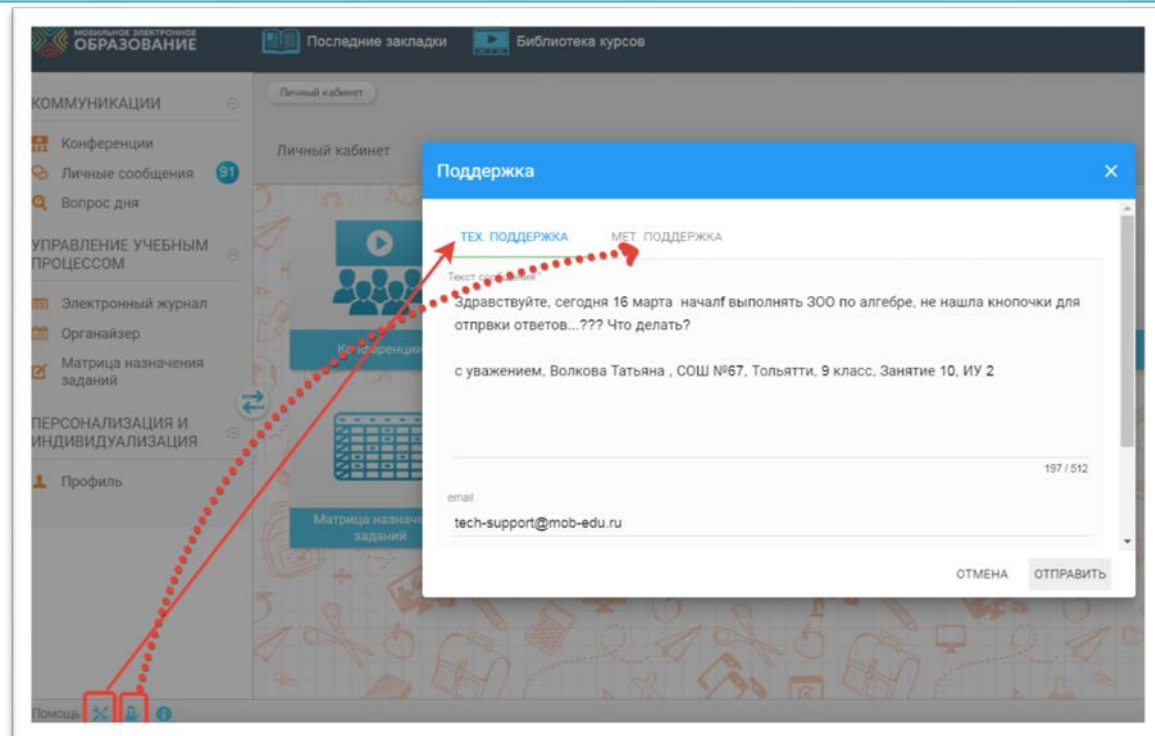 МОБИЛЬНОЕ ЭЛЕКТРОННОЕ
ОБРАЗОВАНИЕ
Последние закладки
Библиотека курсов
КОММУНИКАЦИИ
Конференции
Личные сообщения 91
Вопрос дня
УПРАВЛЕНИЕ УЧЕБНЫМ
ПРОЦЕССОМ
Электронный журнал
Органайзер
Матрица назначения
заданий
ПЕРСОНАЛИЗАЦИЯ И
ИНДИВИДУАЛИЗАЦИЯ
Профиль
Помощь
Личный кабинет
Личный кабинет
Конференции
Матрица назначе
заданий
Поддержка
ТЕХ. ПОДДЕРЖКА
МЕТ. ПОДДЕРЖКА
Текст сообщения *
Здравствуйте, сегодня 16 марта началf выполнять ЗОО по алгебре, не нашла кнопочки для
отпрвки ответов...??? Что делать?
с уважением, Волкова Татьяна , СОШ №67, Тольятти, 9 класс, Занятие 10, ИУ 2
197 / 512
email
tech-support@mob-edu.ru
ОТМЕНА
ОТПРАВИТЬ